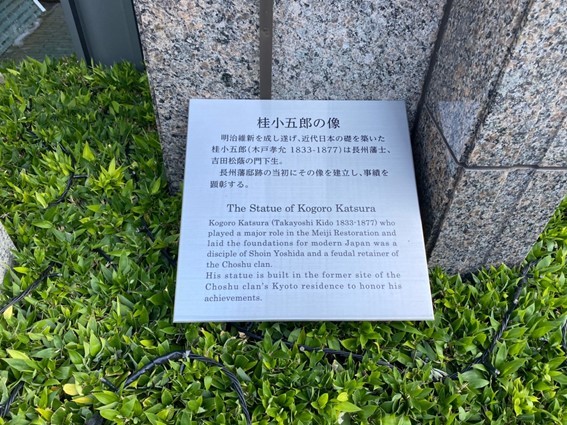 桂小五郎の像
明治維新を成し遂げ、近代日本の礎を築いた
桂小五郎(木戸孝允 1833-1877)は長州藩士、
吉田松蔭の門下生。
長州藩邸跡の当初にその像を建立し、事績を
顕彰する。
The Statue of Kogoro Katsura
Kogoro Katsura (Takayoshi Kido 1833-1877) who
played a major role in the Meiji Restoration and
laid the foundations for modern Japan was a
disciple of Shoin Yoshida and a feudal retainer of
the Choshu clan.
His statue is built in the former site of the
Choshu clan's Kyoto residence to honor his
achievements.